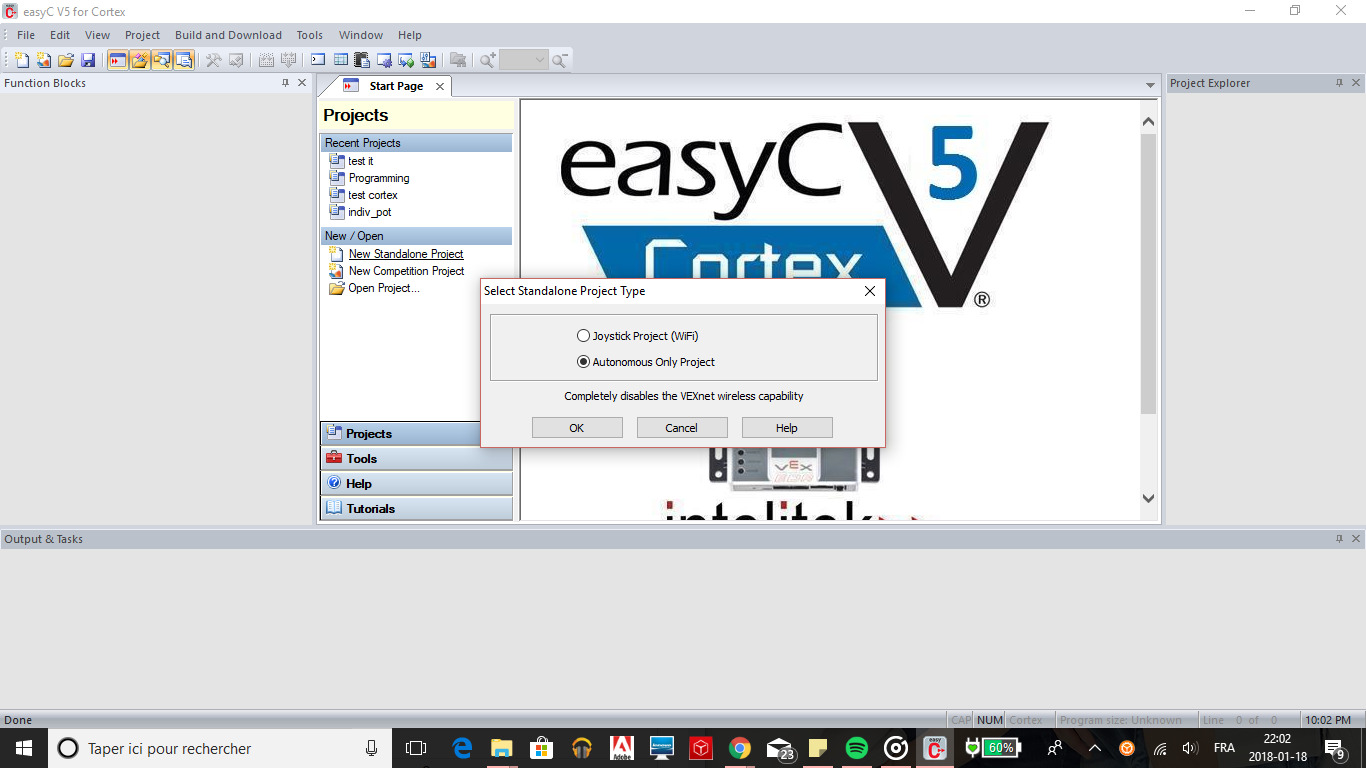 easyC V5 for Cortex
File Edit View Project Build and Download Tools Window Help
Function Blocks
Start Page
Project Explorer
Projects
Recent Projects
test it
Programming
test cortex
indiv_pot
New / Open
New Standalone Project
New Competition Project
Open Project...
Projects
Tools
Help
Tutorials
easyC V5
Cortex
®
Select Standalone Project Type
Joystick Project (WiFi)
Autonomous Only Project
Completely disables the VEXnet wireless capability
OK Cancel Help
VEX
intelitek
Output & Tasks
Done
CAP NUM Cortex Program size: Unknown Line 0 of 0 10:02 PM
Taper ici pour rechercher
Adobe
23
easy C
60%
FRA
22:02
2018-01-18
9